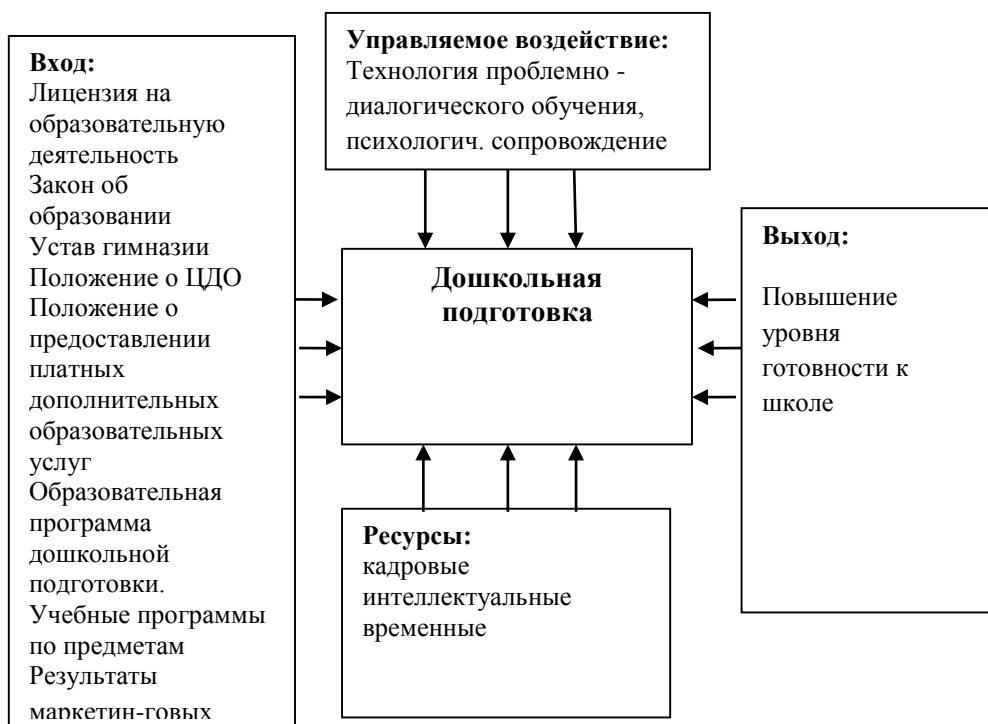 Вход:
Лицензия на
образовательную
деятельность
Закон об
образовании
Устав гимназии
Положение о ЦДО
Положение о
предоставлении
платных
дополнительных
образовательных
услуг
Образовательная
программа
дошкольной
подготовки.
Учебные программы
по предметам
Результаты
маркетин-говых
Управляемое воздействие:
Технология проблемно -
диалогического обучения,
психологич. сопровождение
Дошкольная
подготовка
Ресурсы:
кадровые
интеллектуальные
временные
Выход:
Повышение
уровня
готовности к
школе